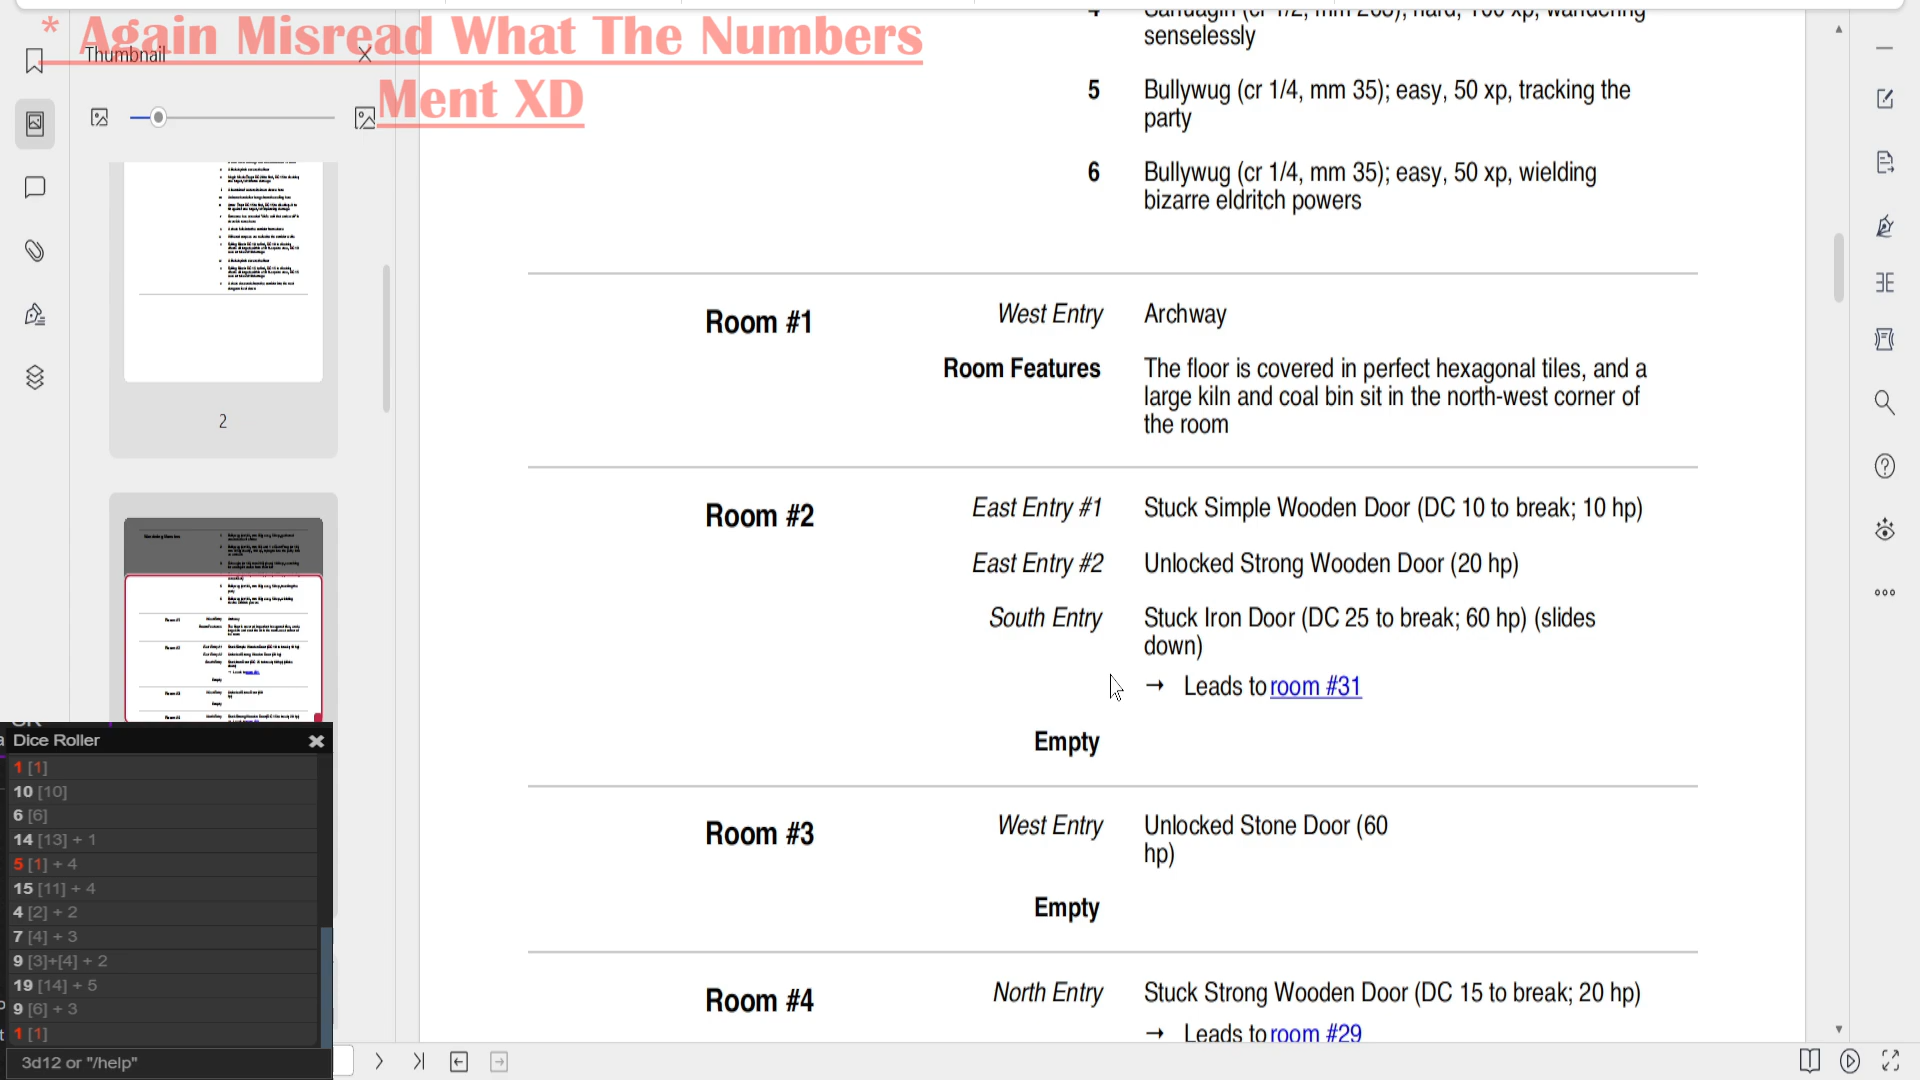 * Again Misread What The Numbers
Ment XD
Thumbnail
2
senselessly
5 Bullywug (cr 1/4, mm 35); easy, 50 xp, tracking the
party
6 Bullywug (cr 1/4, mm 35); easy, 50 xp, wielding
bizarre eldritch powers
Room #1 West Entry Archway
Room Features The floor is covered in perfect hexagonal tiles, and a
large kiln and coal bin sit in the north-west corner of
the room
Room #2 East Entry #1 Stuck Simple Wooden Door (DC 10 to break; 10 hp)
East Entry #2 Unlocked Strong Wooden Door (20 hp)
South Entry Stuck Iron Door (DC 25 to break; 60 hp) (slides
down)
→ Leads to room #31
Empty
Room #3 West Entry Unlocked Stone Door (60
hp)
Empty
Room #4 North Entry Stuck Strong Wooden Door (DC 15 to break; 20 hp)
→ Leads to room #29
Dice Roller
1 [1]
10 [10]
6 [6]
14 [13] + 1
5 [1] + 4
15 [11] + 4
4 [2] + 2
7 [4] + 3
9 [3]+[4] + 2
19 [14] + 5
9 [6] + 3
1 [1]
3d12 or "/help"